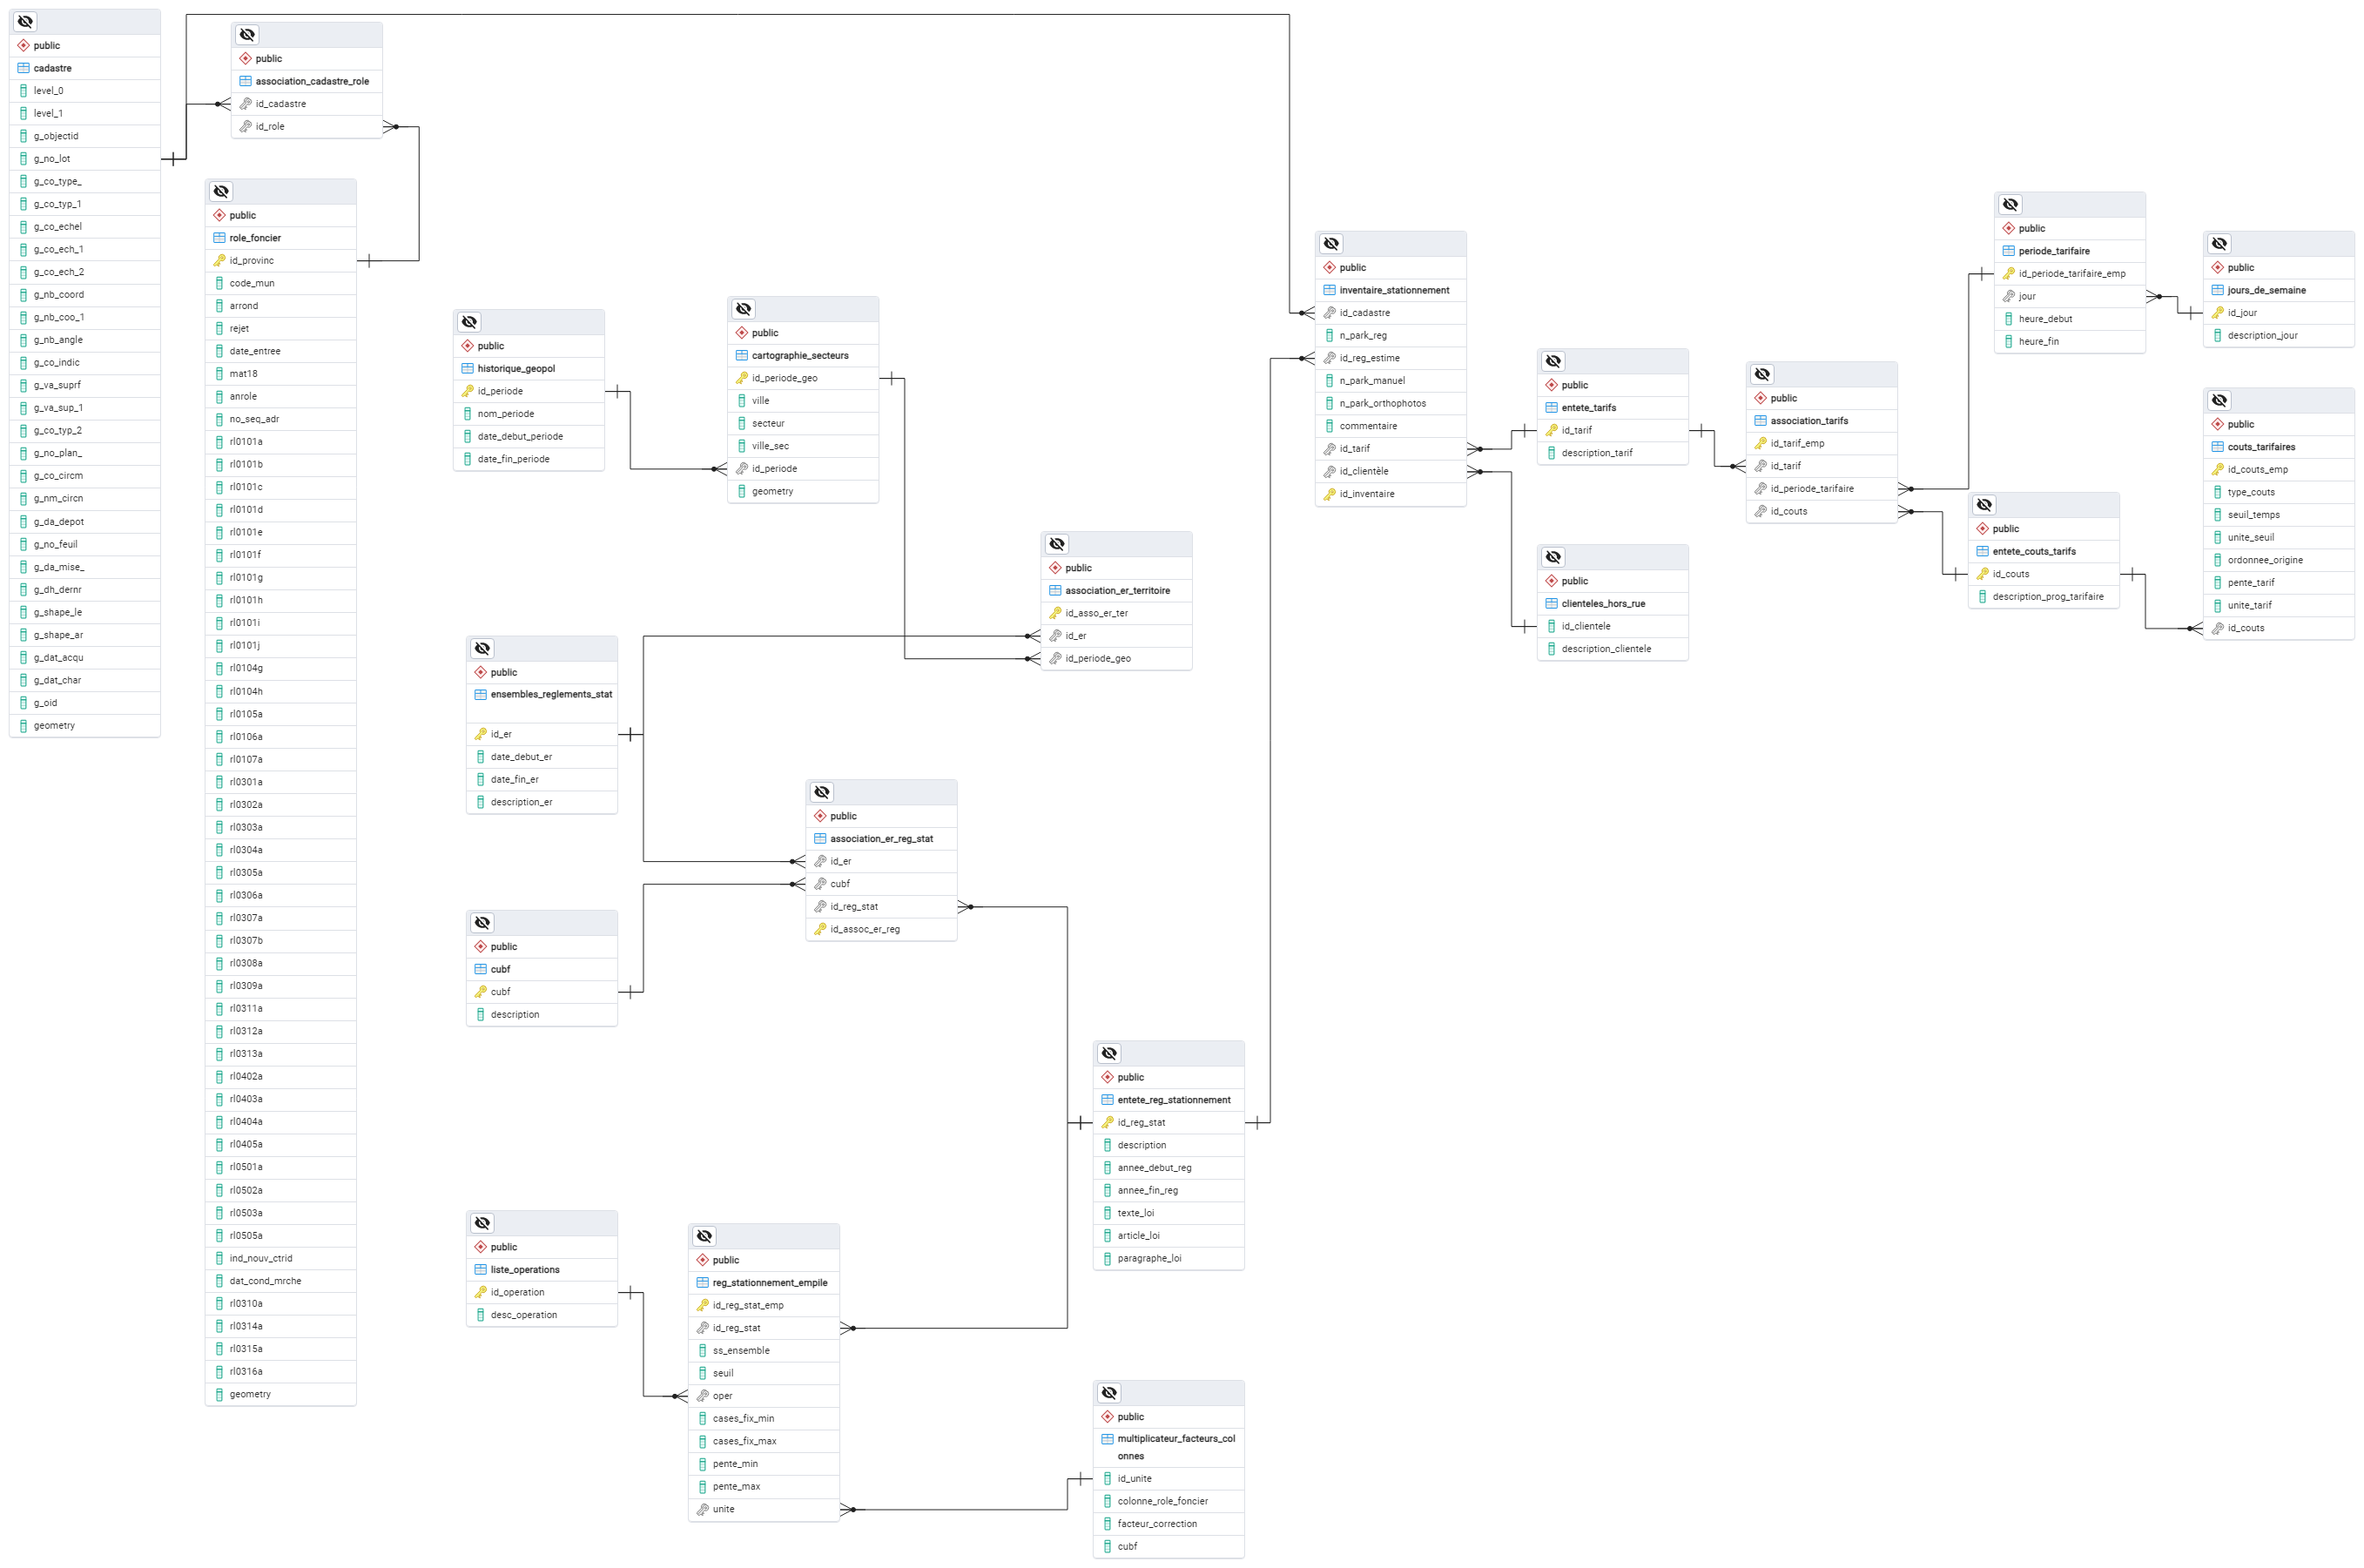 public
cadastre
level_0
level_1
g_objectid
g_no_lot
g_co_type_
g_co_typ_1
g_co_echel
g_co_ech_1
g_co_ech_2
g_nb_coord
g_nb_coo_1
g_nb_angle
g_co_indic
g_va_suprf
g_va_sup_1
g_co_typ_2
g_no_plan_
g_co_circm
g_nm_circn
g_da_depot
g_no_feuil
g_da_mise_
g_dh_dernr
g_shape_le
g_shape_ar
g_dat_acqu
g_dat_char
g_oid
geometry
public
association_cadastre_role
id_cadastre
id_role
public
role_foncier
id_provinc
code_mun
arrond
rejet
date_entree
mat18
anrole
no_seq_adr
rl0101a
rl0101b
rl0101c
rl0101d
rl0101e
rl0101f
rl0101g
rl0101h
rl0101i
rl0101j
rl0104g
rl0104h
rl0105a
rl0106a
rl0107a
rl0301a
rl0302a
rl0303a
rl0304a
rl0305a
rl0306a
rl0307a
rl0307b
rl0308a
rl0309a
rl0311a
rl0312a
rl0313a
rl0402a
rl0403a
rl0404a
rl0405a
rl0501a
rl0502a
rl0503a
rl0505a
ind_nouv_ctrid
dat_cond_mrche
rl0310a
rl0314a
rl0315a
rl0316a
geometry
public
historique_geopol
id_periode
nom_periode
date_debut_periode
date_fin_periode
public
cartographie_secteurs
id_periode_geo
ville
secteur
ville_sec
id_periode
geometry
public
association_er_territoire
id_asso_er_ter
id_er
id_periode_geo
public
ensembles_reglements_stat
id_er
date_debut_er
date_fin_er
description_er
public
association_er_reg_stat
id_er
cubf
id_reg_stat
id_assoc_er_reg
public
cubf
cubf
description
public
entete_reg_stationnement
id_reg_stat
description
annee_debut_reg
annee_fin_reg
texte_loi
article_loi
paragraphe_loi
public
liste_operations
id_operation
desc_operation
public
reg_stationnement_empile
id_reg_stat_emp
id_reg_stat
ss_ensemble
seuil
oper
cases_fix_min
cases_fix_max
pente_min
pente_max
unite
public
multiplicateur_facteurs_col
onnes
id_unite
colonne_role_foncier
facteur_correction
cubf
public
inventaire_stationnement
id_cadastre
n_park_reg
id_reg_estime
n_park_manuel
n_park_orthophotos
commentaire
id_tarif
id_clientèle
id_inventaire
public
entete_tarifs
id_tarif
description_tarif
public
clienteles_hors_rue
id_clientele
description_clientele
public
association_tarifs
id_tarif_emp
id_tarif
id_periode_tarifaire
id_couts
public
periode_tarifaire
id_periode_tarifaire_emp
jour
heure_debut
heure_fin
public
entete_couts_tarifs
id_couts
description_prog_tarifaire
public
jours_de_semaine
id_jour
description_jour
public
couts_tarifaires
id_couts_emp
type_couts
seuil_temps
unite_seuil
ordonnee_origine
pente_tarif
unite_tarif
id_couts